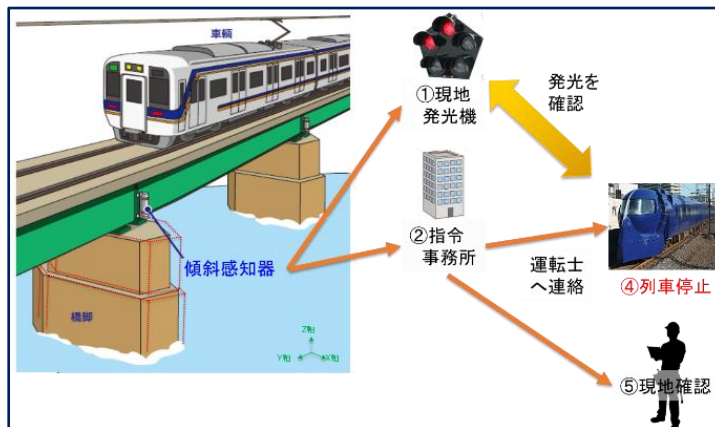 車輌
①現地
発光機
発光を
確認
②指令
事務所
傾斜感知器
運転士
へ連絡
④列車停止
橋脚
Z軸
Y軸
X軸
⑤現地確認